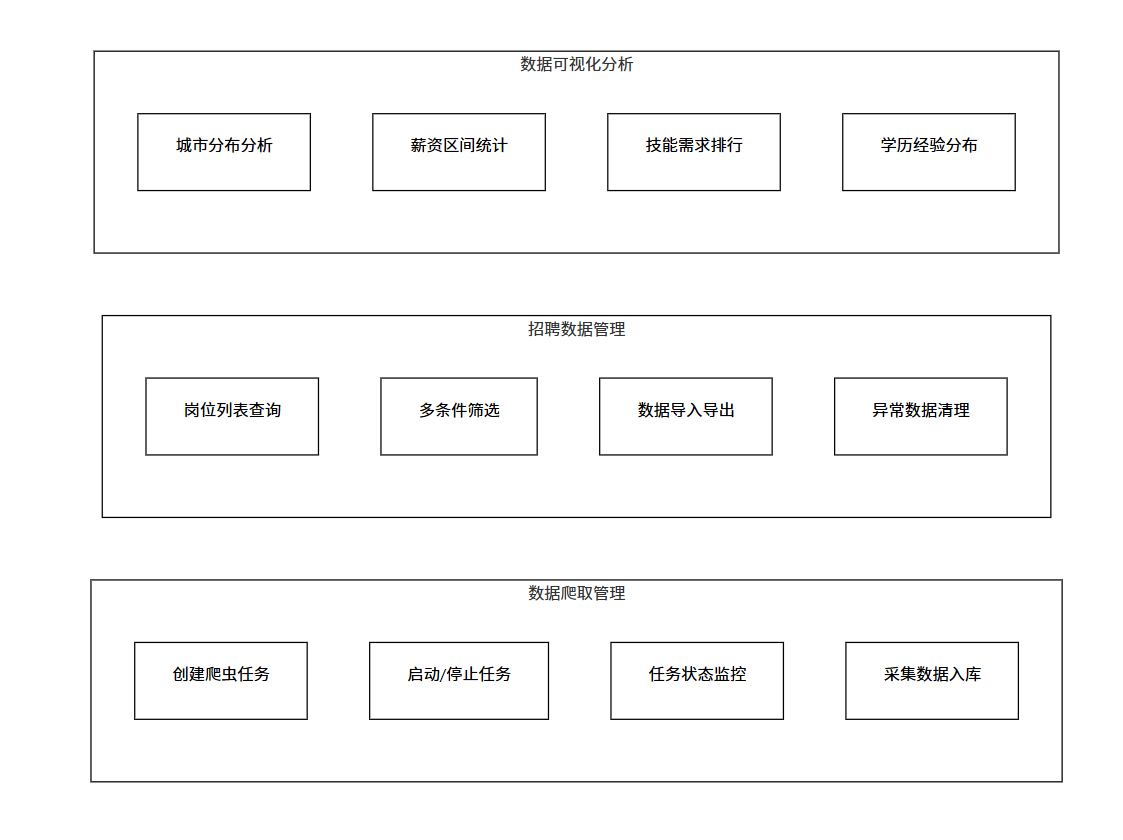 数据可视化分析
城市分布分析
薪资区间统计
技能需求排行
学历经验分布
招聘数据管理
岗位列表查询
多条件筛选
数据导入导出
异常数据清理
数据爬取管理
创建爬虫任务
启动/停止任务
任务状态监控
采集数据入库